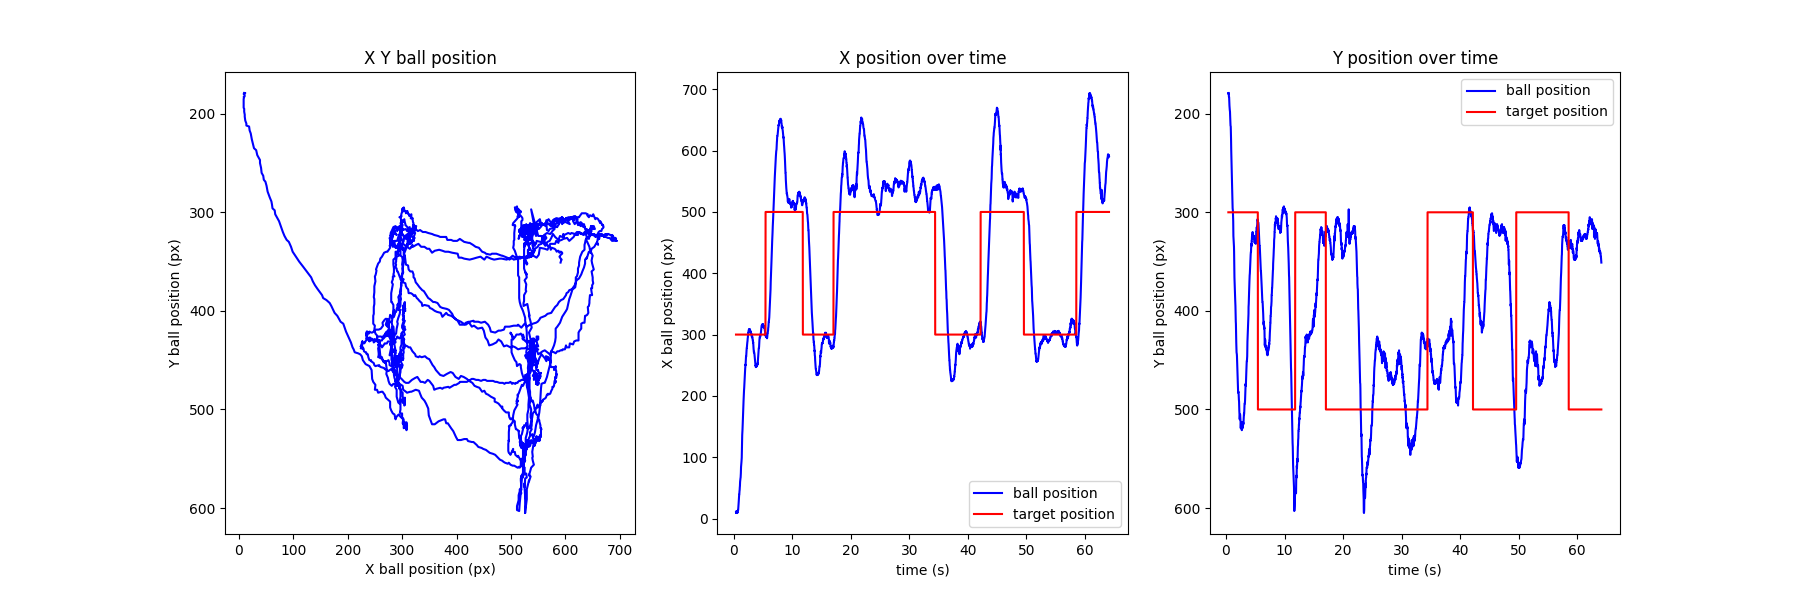 X Y ball position
200
300
400
500
600
Y ball position (px)
0 100 200 300 400 500 600 700
X ball position (px)
X position over time
700
600
500
400
300
200
100
0
X ball position (px)
ball position
target position
0 10 20 30 40 50 60
time (s)
Y position over time
ball position
target position
200
300
400
500
600
Y ball position (px)
0 10 20 30 40 50 60
time (s)